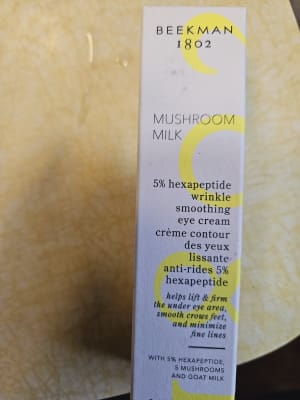 BEEKMAN
1802
MUSHROOM
MILK
5% hexapeptide
wrinkle
smoothing
eye cream
crème contour
des yeux
lissante
anti-rides 5%
hexapeptide
helps lift & firm
the under eye area,
smooth crows feet,
and minimize
fine lines
WITH 5% HEXAPEPTIDE,
5 MUSHROOMS
AND GOAT MILK